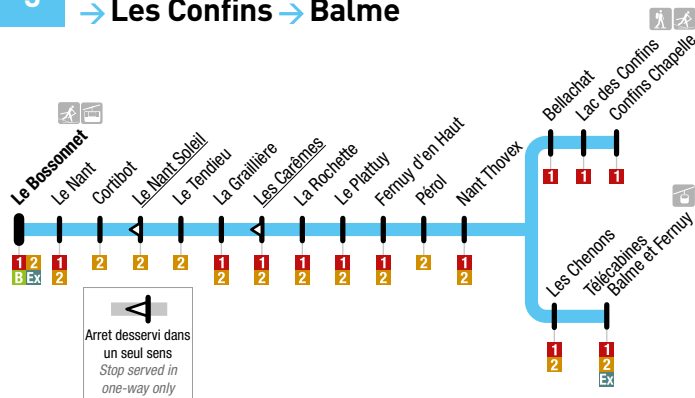 → Les Confins → Balme
Le Bossonnet
Le Nant
Cortibot
Le Nant Soleil
Le Tendieu
La Graillière
Les Carêmes
La Rochette
Le Plattuy
Fernuy d'en Haut
Pérol
Nant Thovex
Bellachat
Lac des Confins
Confins Chapelle
1 1 1
Les Chenons
Télécabines
Balme et Fernuy
1 2 1 2 2 2 1 1 1 1 1 2 1
B Ex 2 2 2 2 2 2 2
1 1
2 2
Ex
Arret desservi dans
un seul sens
Stop served in
one-way only